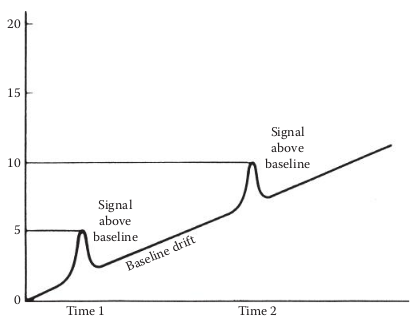 20
15
Signal
above
baseline
10
Signal
above
baseline
5
Baseline drift
0
Time 1
Time 2